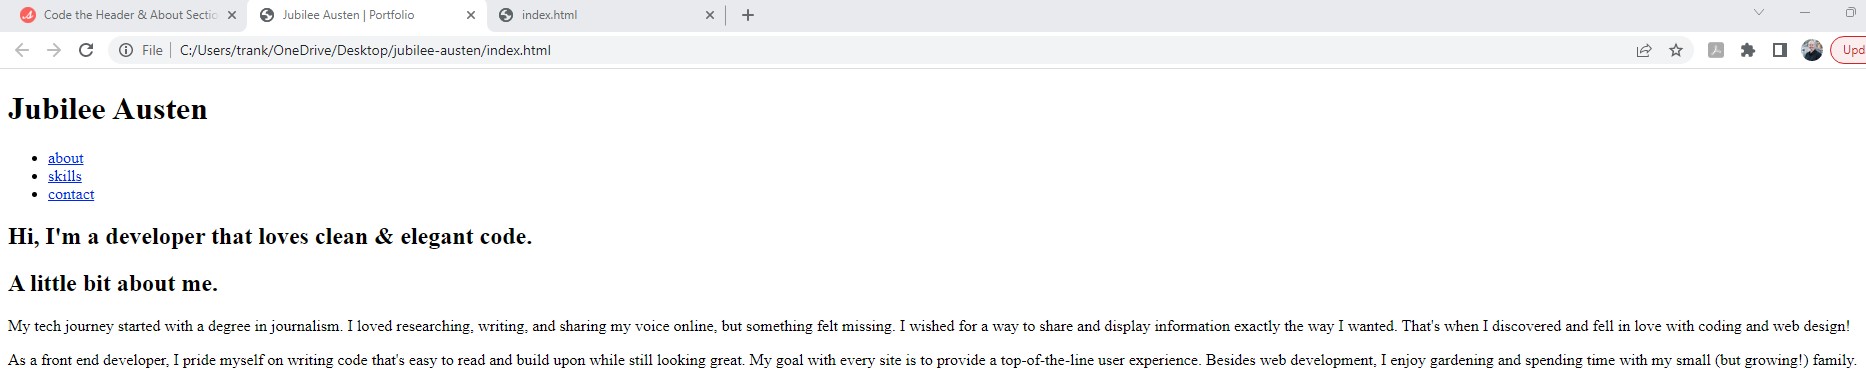 Code the Header & About Sectio
Jubilee Austen | Portfolio
index.html
File
C:/Users/trank/OneDrive/Desktop/jubilee-austen/index.html
Upd
Jubilee Austen
about
skills
contact
Hi, I'm a developer that loves clean & elegant code.
A little bit about me.
My tech journey started with a degree in journalism. I loved researching, writing, and sharing my voice online, but something felt missing. I wished for a way to share and display information exactly the way I wanted. That's when I discovered and fell in love with coding and web design!
As a front end developer, I pride myself on writing code that's easy to read and build upon while still looking great. My goal with every site is to provide a top-of-the-line user experience. Besides web development, I enjoy gardening and spending time with my small (but growing!) family.